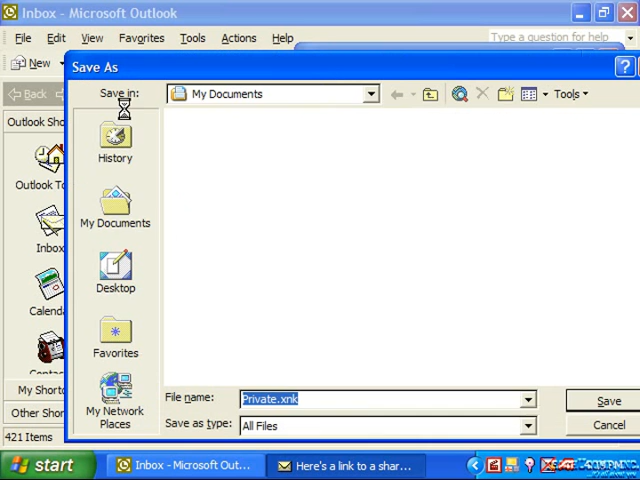 Inbox - Microsoft Outlook
File Edit View Favorites Tools Actions Help
Type a question for help
New
Save As
Save in:
My Documents
Tools
Back
Outlook Sho
History
Outlook To
My Documents
Inbox
Desktop
Calenda
Favorites
My Network
Places
My Shortc
Other Shor
File name:
Private.xnk
Save
Save as type:
All Files
Cancel
421 Items
start
Inbox - Microsoft Out...
Here's a link to a shar...